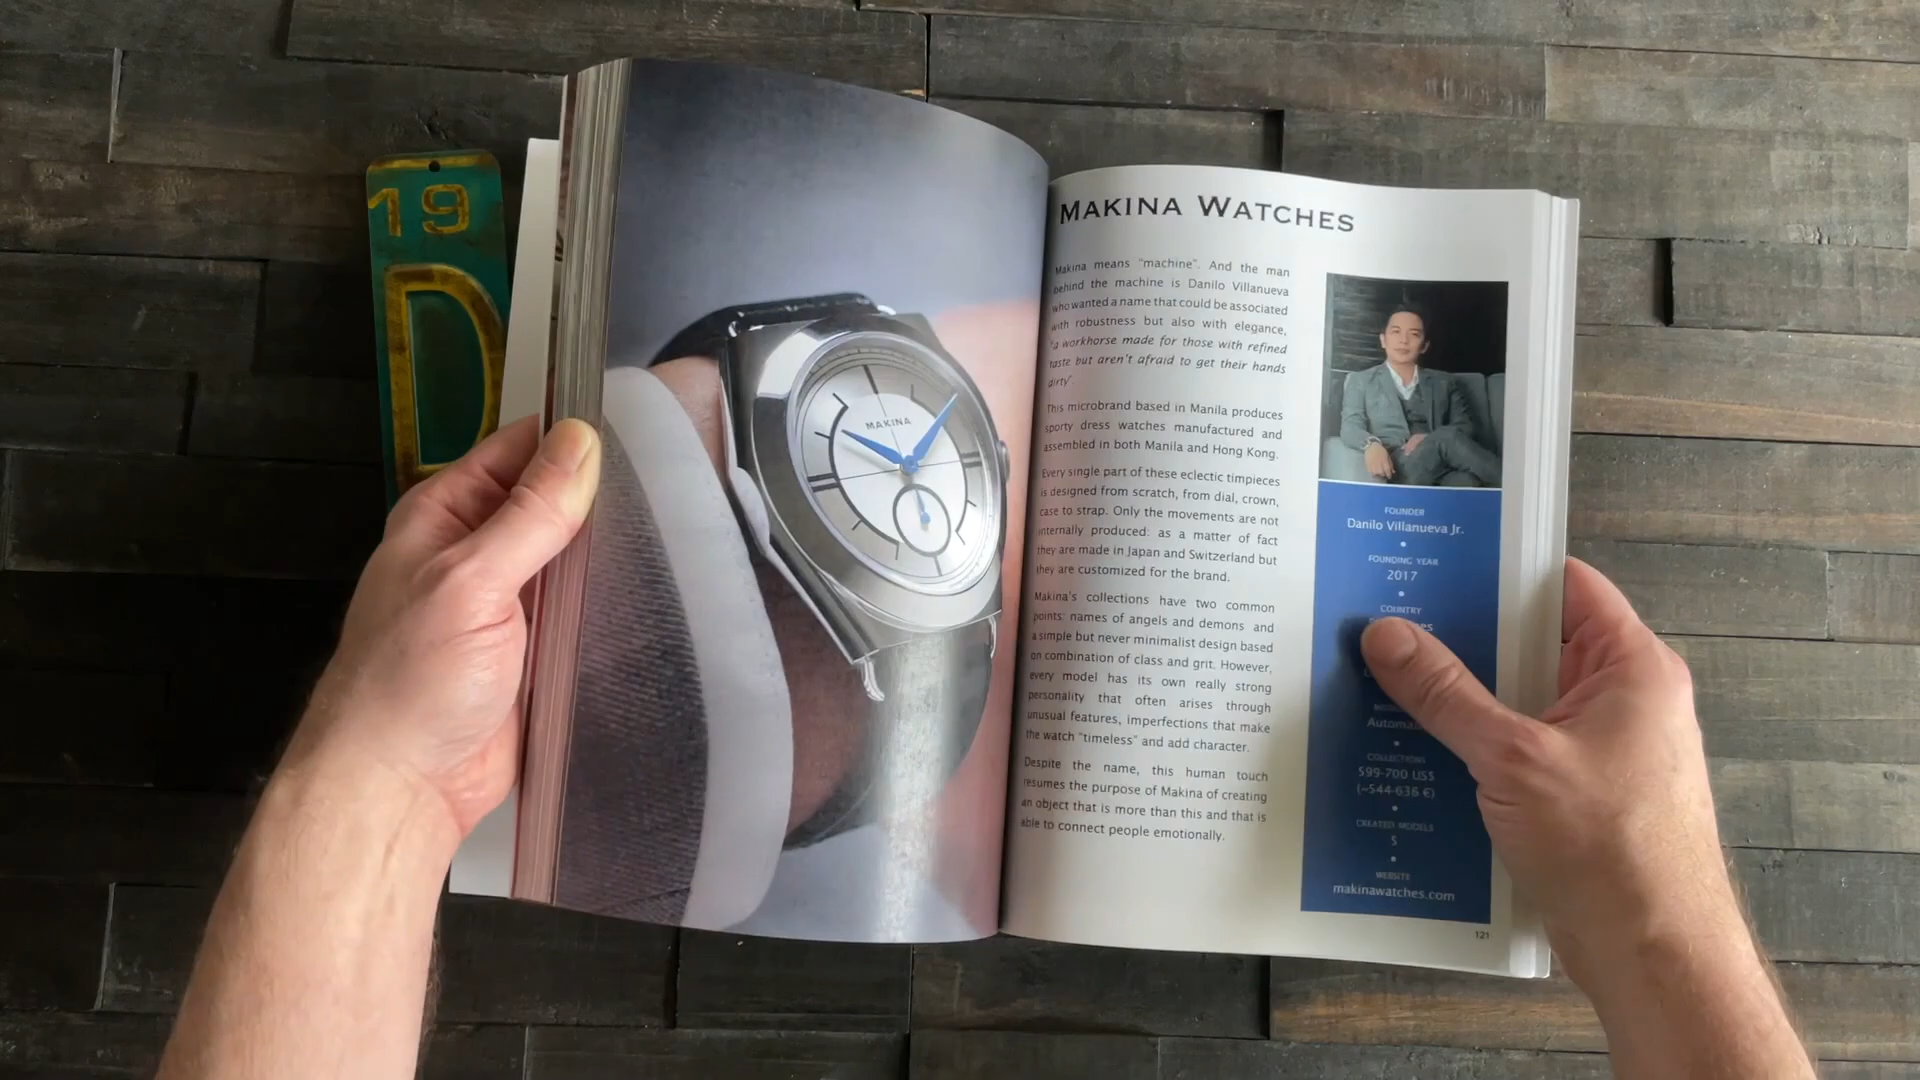 19
D
MAKINA
MAKINA WATCHES
Makina means "machine". And the man
behind the machine is Danilo Villanueva
who wanted a name that could be associated
with robustness but also with elegance,
"a workhorse made for those with refined
taste but aren't afraid to get their hands
dirty".
This microbrand based in Manila produces
sporty dress watches manufactured and
assembled in both Manila and Hong Kong.
Every single part of these eclectic timepieces
is designed from scratch, from dial, crown,
case to strap. Only the movements are not
internally produced: as a matter of fact
they are made in Japan and Switzerland but
they are customized for the brand.
Makina's collections have two common
points: names of angels and demons and
a simple but never minimalist design based
on combination of class and grit. However,
every model has its own really strong
personality that often arises through
unusual features, imperfections that make
the watch "timeless" and add character.
Despite the name, this human touch
resumes the purpose of Makina of creating
an object that is more than this and that is
able to connect people emotionally.
FOUNDER
Danilo Villanueva Jr.
FOUNDING YEAR
2017
COUNTRY
COLLECTIONS
599-700 US$
(~544-636 €)
CREATED MODELS
5
WEBSITE
makinawatches.com
121